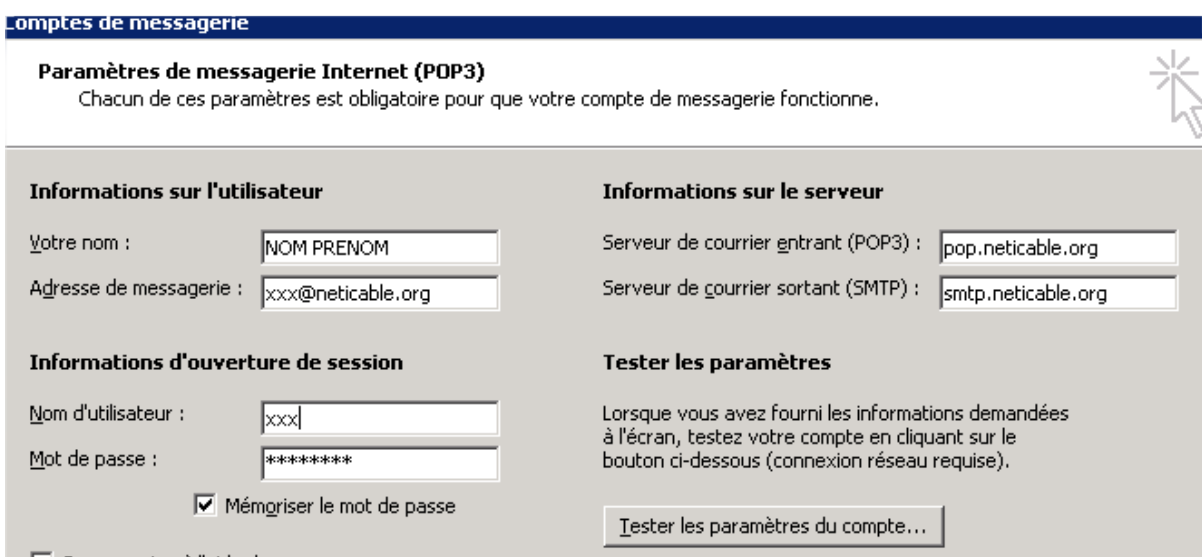 Comptes de messagerie
Paramètres de messagerie Internet (POP3)
Chacun de ces paramètres est obligatoire pour que votre compte de messagerie fonctionne.
Informations sur l'utilisateur
Votre nom :
NOM PRENOM
Adresse de messagerie :
xxx@neticable.org
Informations d'ouverture de session
Nom d'utilisateur :
xxx
Mot de passe :
********
Mémoriser le mot de passe
Informations sur le serveur
Serveur de courrier entrant (POP3) :
pop.neticable.org
Serveur de courrier sortant (SMTP) :
smtp.neticable.org
Tester les paramètres
Lorsque vous avez fourni les informations demandées
à l'écran, testez votre compte en cliquant sur le
bouton ci-dessous (connexion réseau requise).
Tester les paramètres du compte...